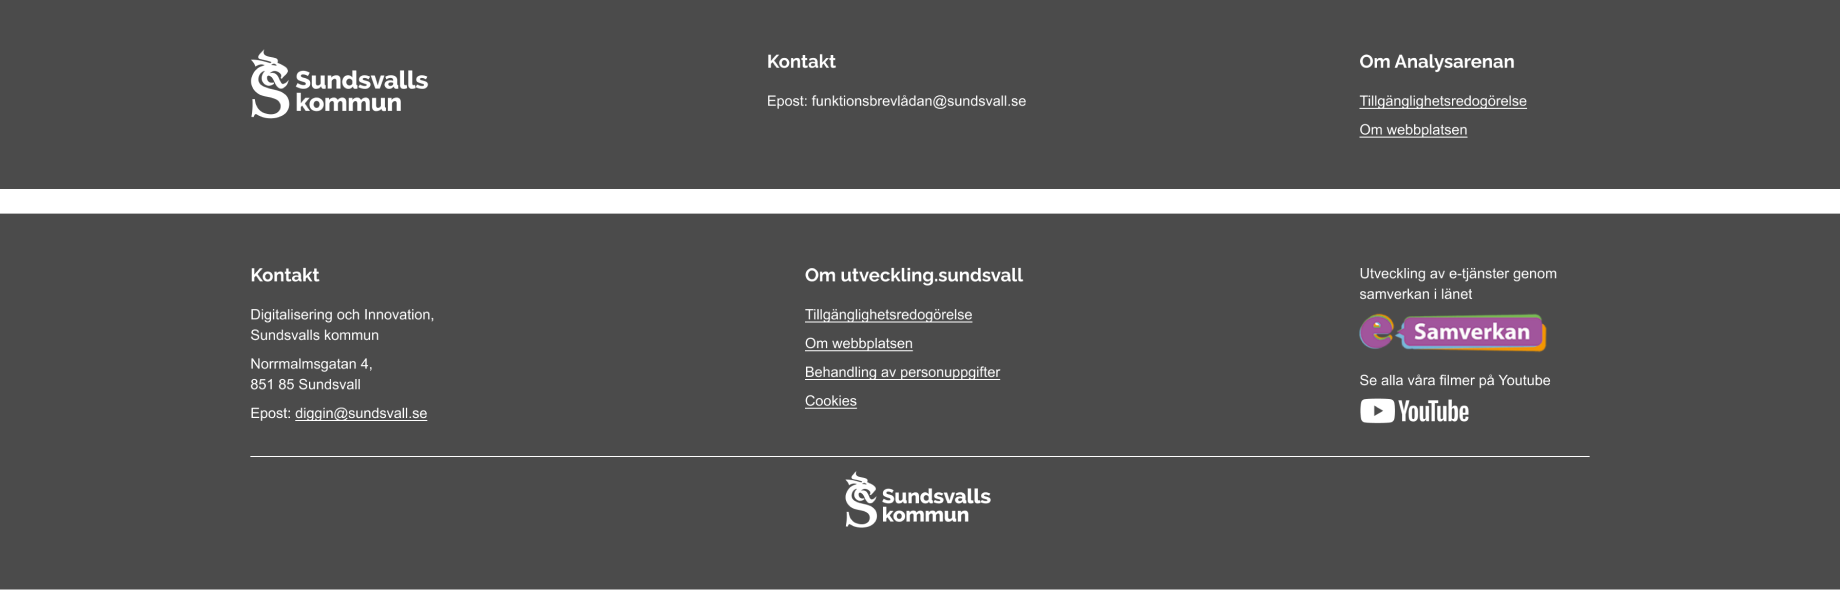 Sundsvalls
kommun
Kontakt
Epost: funktionsbrevlådan@sundsvall.se
Om Analysarenan
Tillgänglighetsredogörelse
Om webbplatsen
Kontakt
Digitalisering och Innovation,
Sundsvalls kommun
Norrmalmsgatan 4,
851 85 Sundsvall
Epost: diggin@sundsvall.se
Om utveckling.sundsvall
Tillgänglighetsredogörelse
Om webbplatsen
Behandling av personuppgifter
Cookies
Utveckling av e-tjänster genom
samverkan i länet
e Samverkan
Se alla våra filmer på Youtube
YouTube
Sundsvalls
kommun